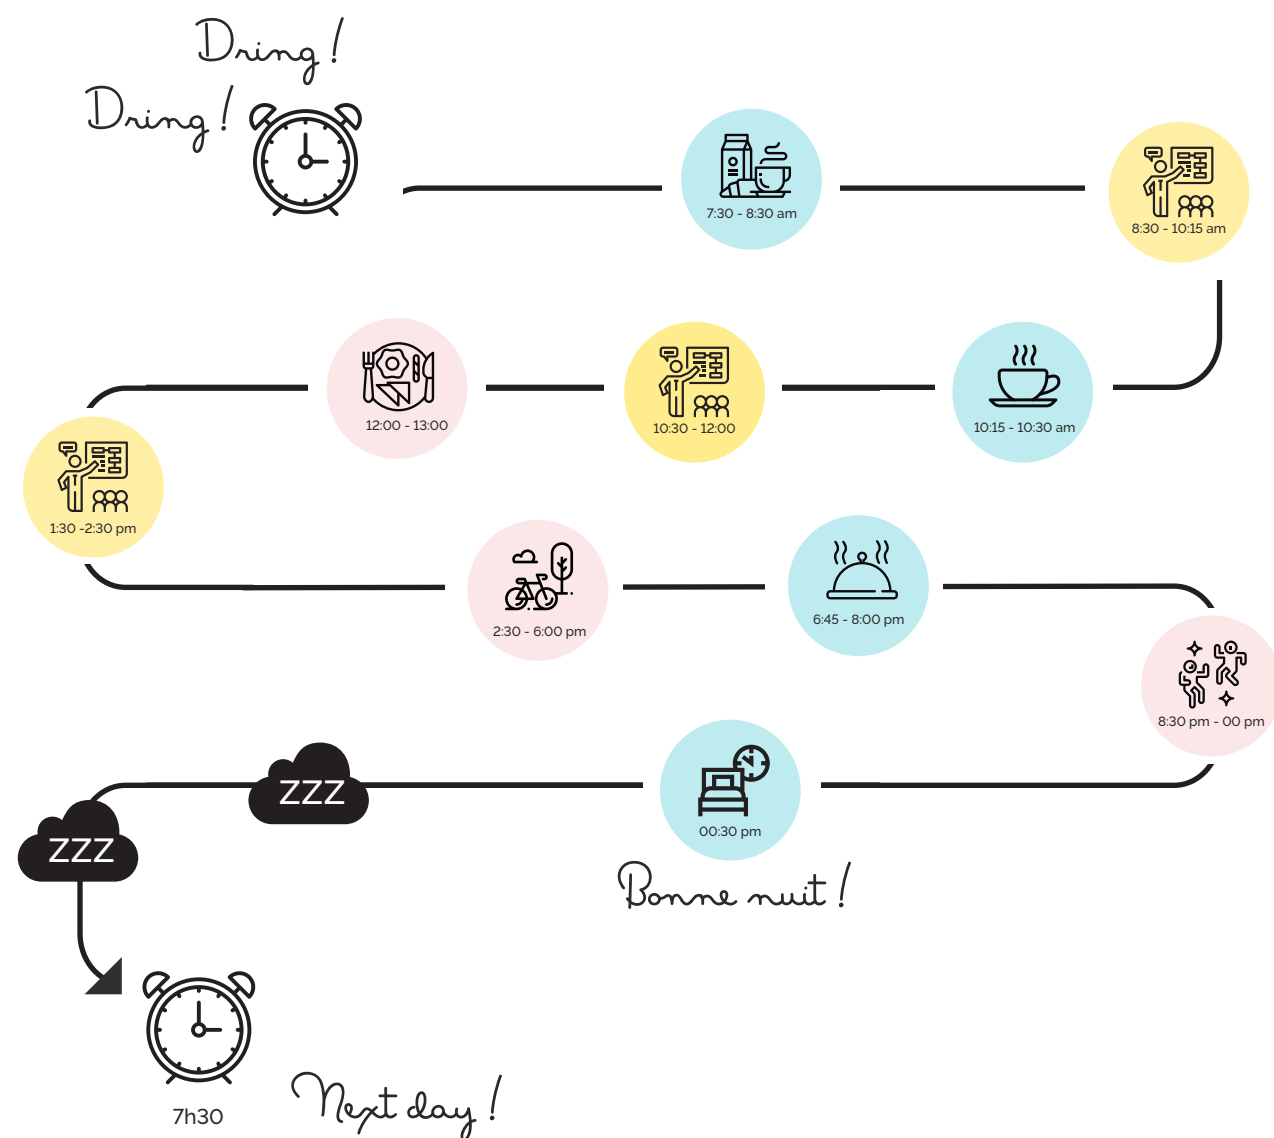 Dring !
Dring !
7:30 - 8:30 am
8:30 - 10:15 am
10:15 - 10:30 am
10:30 - 12:00
12:00 - 13:00
1:30 -2:30 pm
2:30 - 6:00 pm
6:45 - 8:00 pm
8:30 pm - 00 pm
00:30 pm
Bonne nuit !
ZZZ
ZZZ
7h30
Next day !